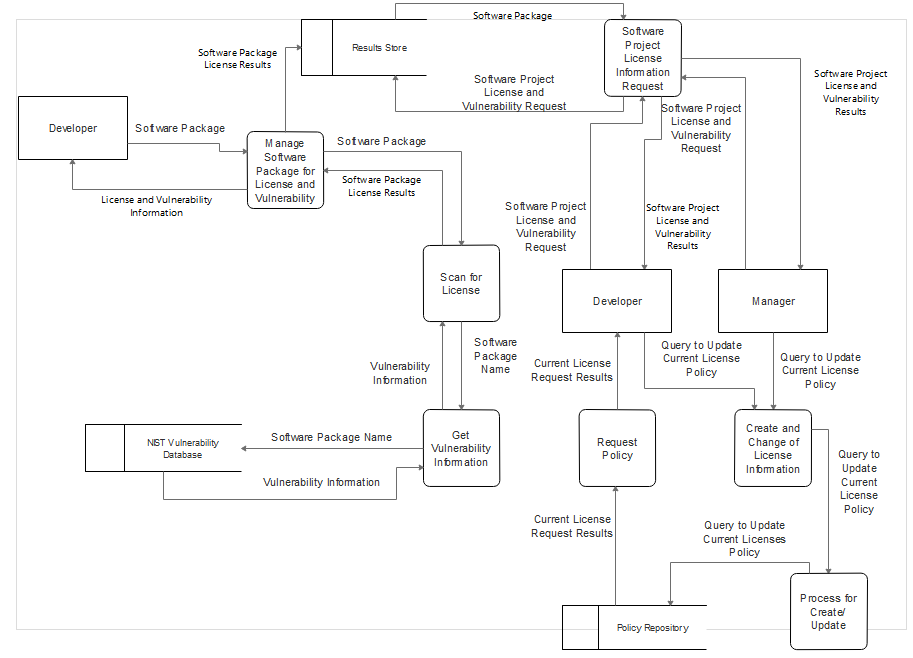 Software Package
Results Store
Software
Project
License
Information
Request
Software Package
License Results
Software Project
License and
Vulnerability Request
Software Project
License and
Vulnerability
Results
Software Project
License and
Vulnerability
Request
Developer
Software Package
Manage
Software
Package for
License and
Vulnerability
Software Package
Software Package
License Results
License and Vulnerability
Information
Software Project
License and
Vulnerability
Request
Software Project
License and
Vulnerability
Results
Scan for
License
Developer
Manager
Software
Package
Name
Vulnerability
Information
Current License
Request Results
Query to Update
Current License
Policy
Query to Update
Current License
Policy
NIST Vulnerability
Database
Software Package Name
Get
Vulnerability
Information
Vulnerability Information
Request
Policy
Create and
Change of
License
Information
Query to
Update
Current
License
Policy
Current License
Request Results
Query to Update
Current Licenses
Policy
Policy Repository
Process for
Create/
Update